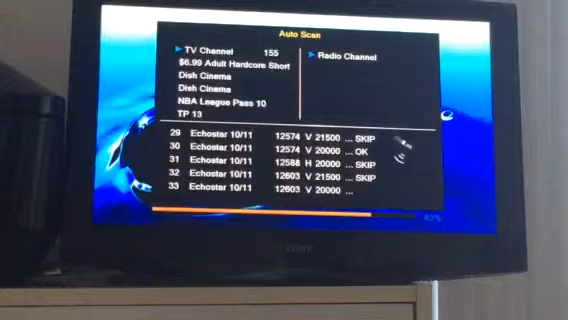 Auto Scan
TV Channel 155
$6.99 Adult Hardcore Short
Dish Cinema
Dish Cinema
NBA League Pass 10
TP 13
Radio Channel
29 Echostar 10/11 12574 V 21500 ... SKIP
30 Echostar 10/11 12574 V 20000 ... OK
31 Echostar 10/11 12588 H 20000 ... SKIP
32 Echostar 10/11 12603 V 21500 ... SKIP
33 Echostar 10/11 12603 V 20000 ...
83%
SONY